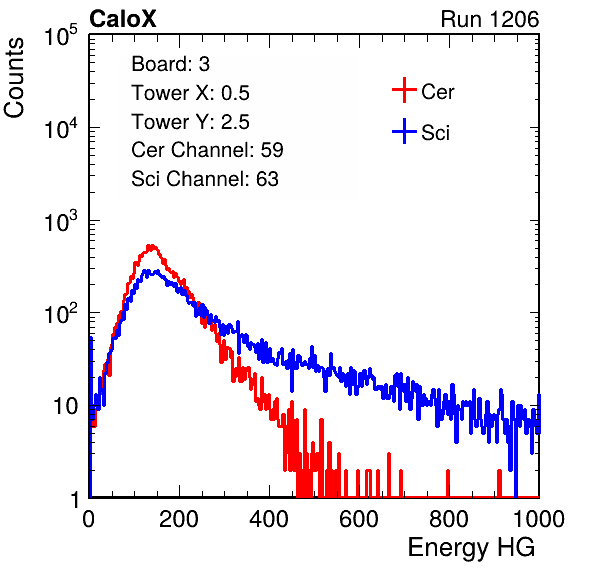 CaloX Run 1206
Counts
10^5
10^4
10^3
10^2
10
1
Board: 3
Tower X: 0.5
Tower Y: 2.5
Cer Channel: 59
Sci Channel: 63
Cer
Sci
0 200 400 600 800 1000
Energy HG